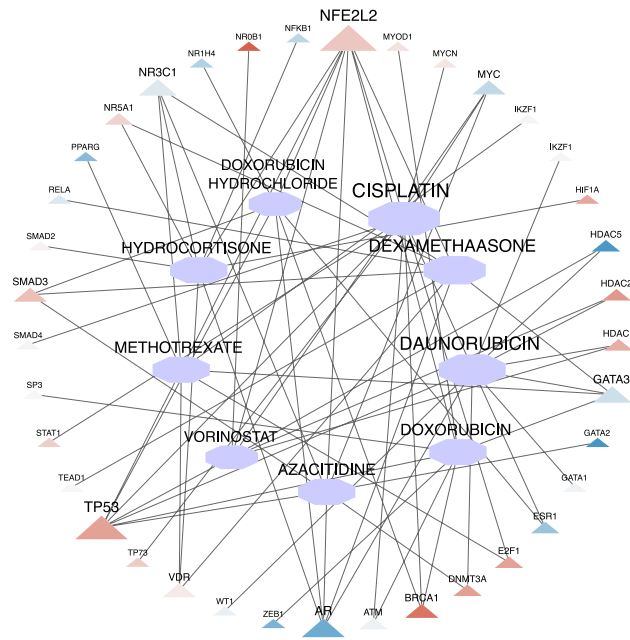 NFE2L2
NFKB1
MYOD1
NR0B1
NR1H4
MYCN
NR3C1
MYC
NR5A1
IKZF1
PPARG
IKZF1
DOXORUBICIN
HYDROCHLORIDE
CISPLATIN
RELA
HIF1A
SMAD2
HYDROCORTISONE
DEXAMETHAASONE
HDAC5
SMAD3
HDAC2
SMAD4
METHOTREXATE
DAUNORUBICIN
HDAC
SP3
GATA3
STAT1
VORINOSTAT
DOXORUBICIN
GATA2
AZACITIDINE
TEAD1
GATA1
TP53
ESR1
TP73
E2F1
VDR
DNMT3A
WT1
BRCA1
ZEB1
AR
ATM